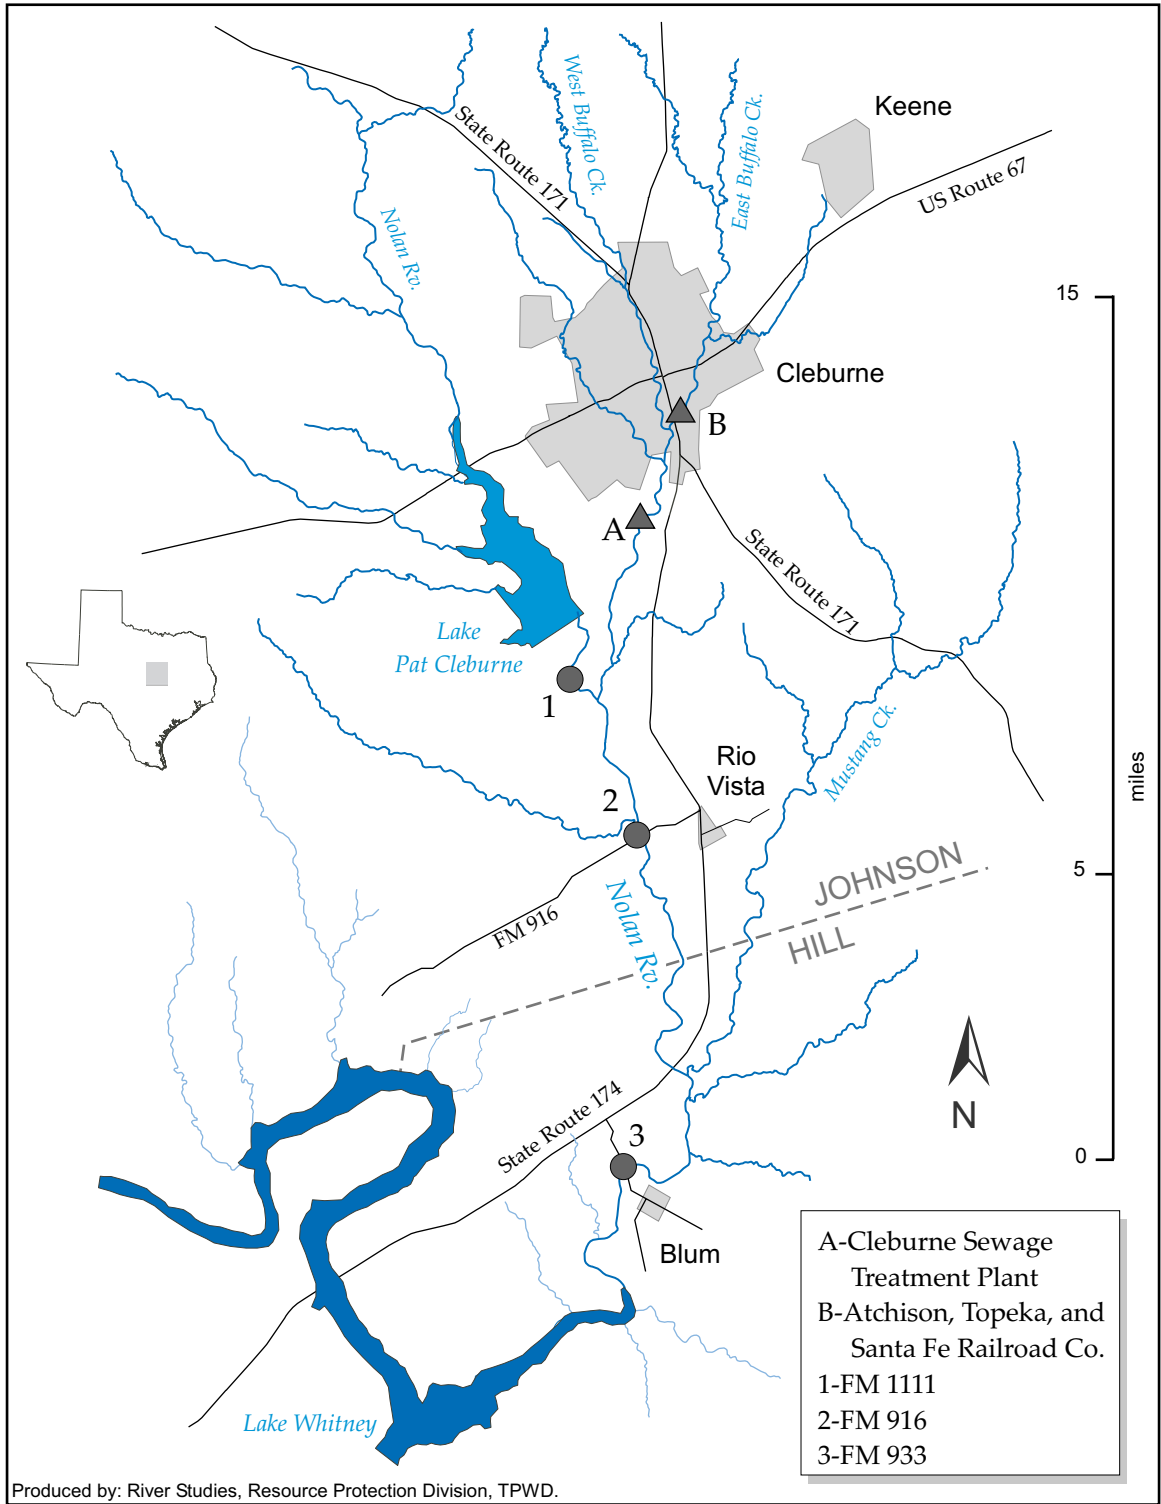 Keene
West Buffalo Ck.
East Buffalo Ck.
State Route 171
US Route 67
Nolan Rv.
15
Cleburne
B
A
State Route 171
Lake
Pat Cleburne
1
Mustang Ck.
Rio
Vista
miles
2
5
JOHNSON
HILL
Nolan Rv.
FM 916
N
State Route 174
3
0
Blum
A-Cleburne Sewage
Treatment Plant
B-Atchison, Topeka, and
Santa Fe Railroad Co.
1-FM 1111
2-FM 916
3-FM 933
Lake Whitney
Produced by: River Studies, Resource Protection Division, TPWD.